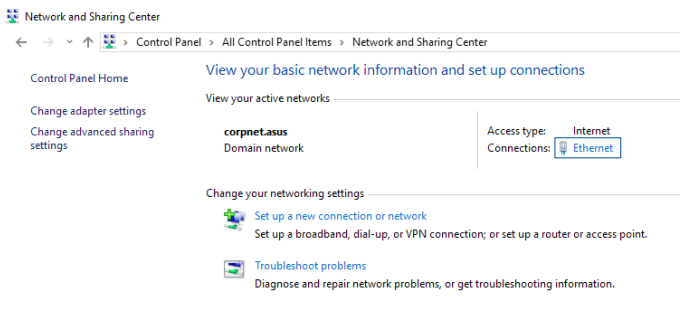 Network and Sharing Center
Control Panel > All Control Panel Items > Network and Sharing Center
Control Panel Home
Change adapter settings
Change advanced sharing
settings
View your basic network information and set up connections
View your active networks
corpnet.asus
Domain network
Access type: Internet
Connections: Ethernet
Change your networking settings
Set up a new connection or network
Set up a broadband, dial-up, or VPN connection; or set up a router or access point.
Troubleshoot problems
Diagnose and repair network problems, or get troubleshooting information.